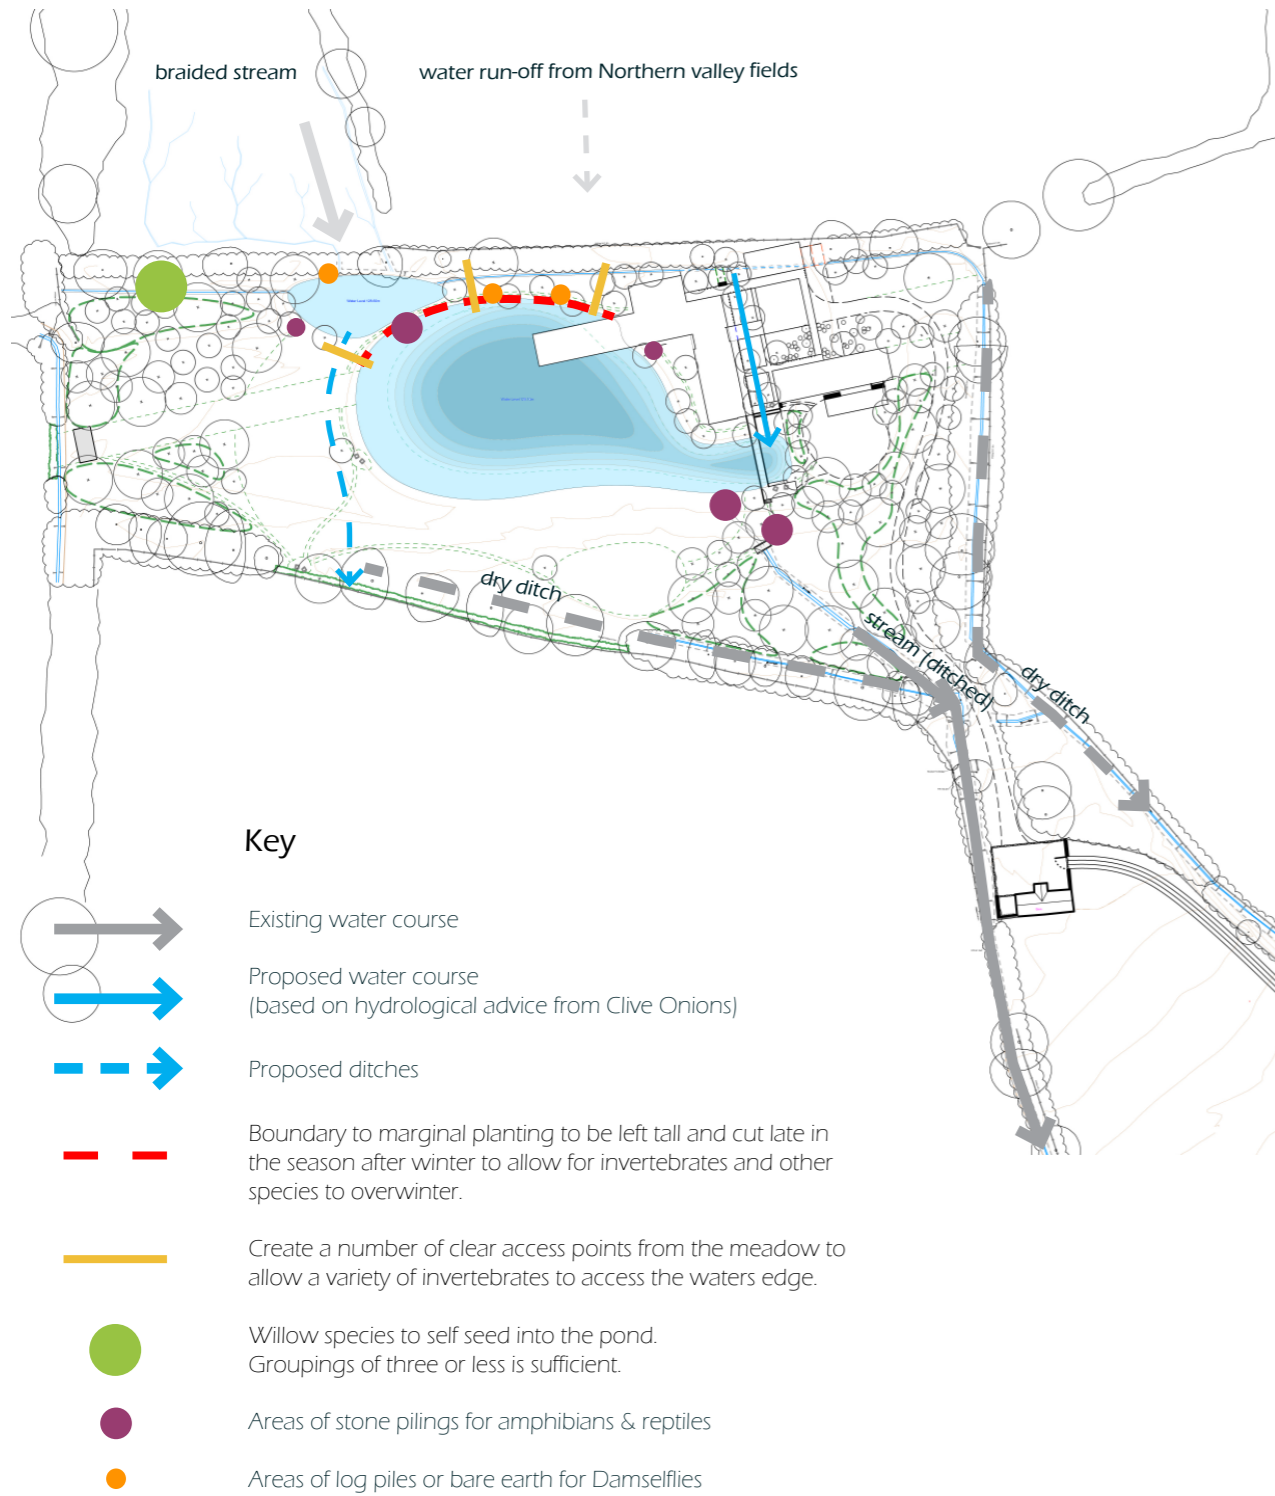 braided stream
water run-off from Northern valley fields
dry ditch
stream (ditched)
dry ditch
Key
Existing water course
Proposed water course
(based on hydrological advice from Clive Onions)
Proposed ditches
Boundary to marginal planting to be left tall and cut late in
the season after winter to allow for invertebrates and other
species to overwinter.
Create a number of clear access points from the meadow to
allow a variety of invertebrates to access the waters edge.
Willow species to self seed into the pond.
Groupings of three or less is sufficient.
Areas of stone pilings for amphibians & reptiles
Areas of log piles or bare earth for Damselflies